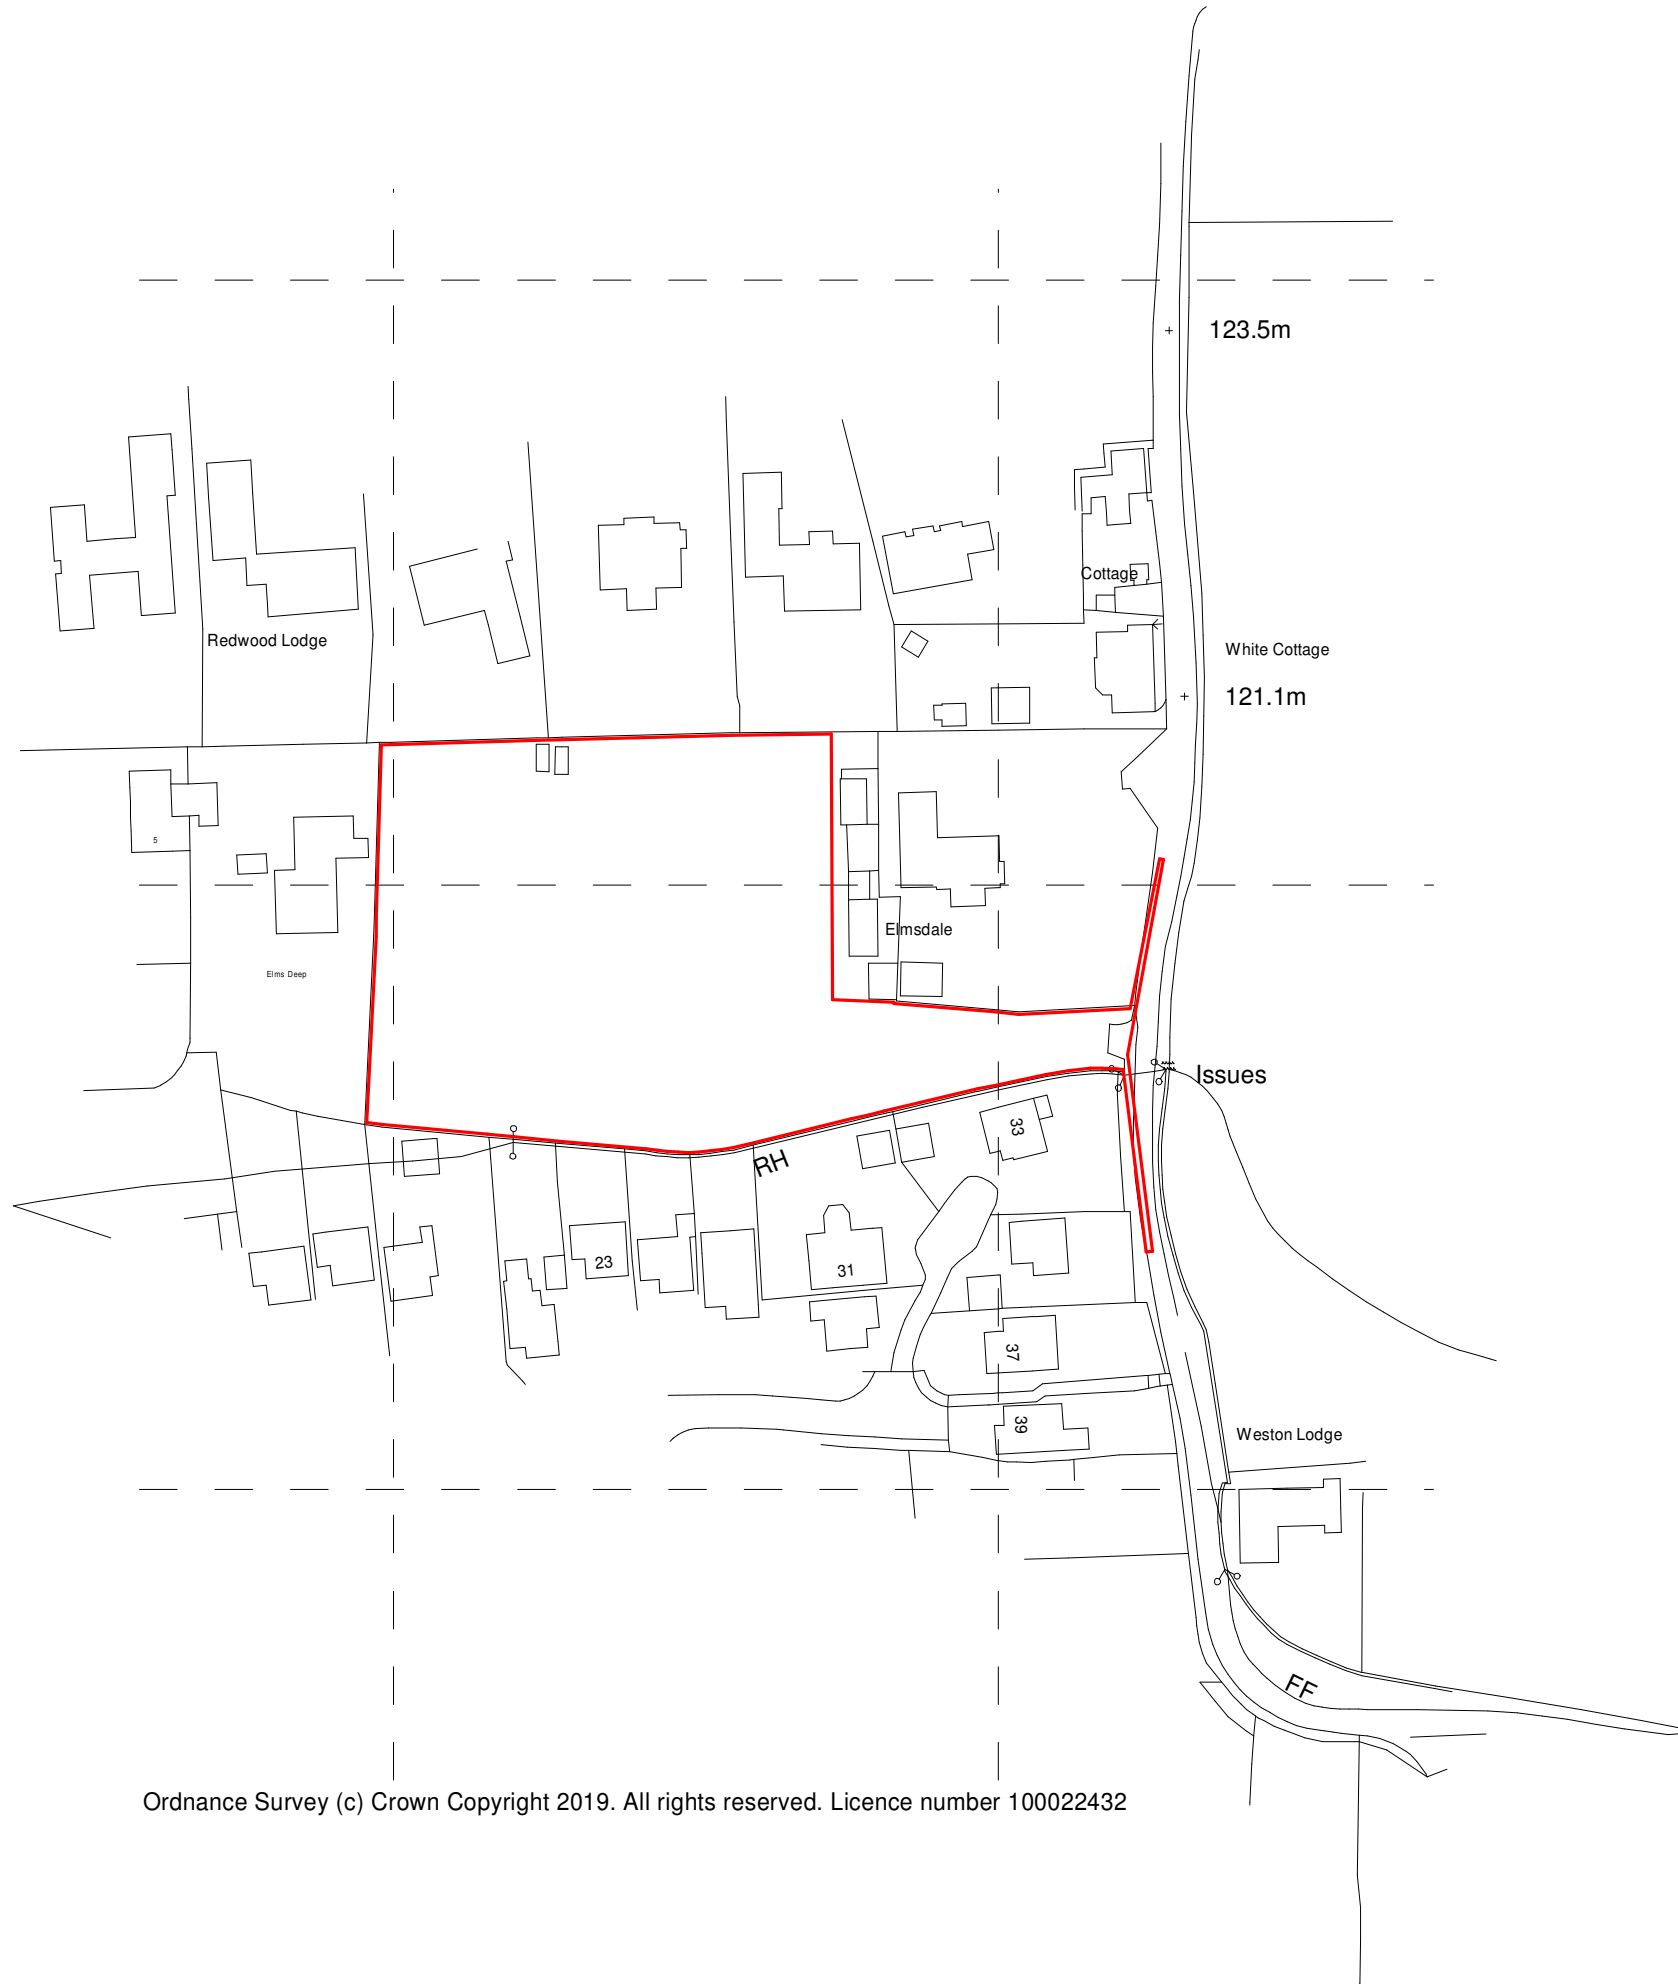 123.5m
Cottage
Redwood Lodge
White Cottage
121.1m
5
Elmsdale
Elms Deep
Issues
33
RH
23
31
37
39
Weston Lodge
FF
Ordnance Survey (c) Crown Copyright 2019. All rights reserved. Licence number 100022432